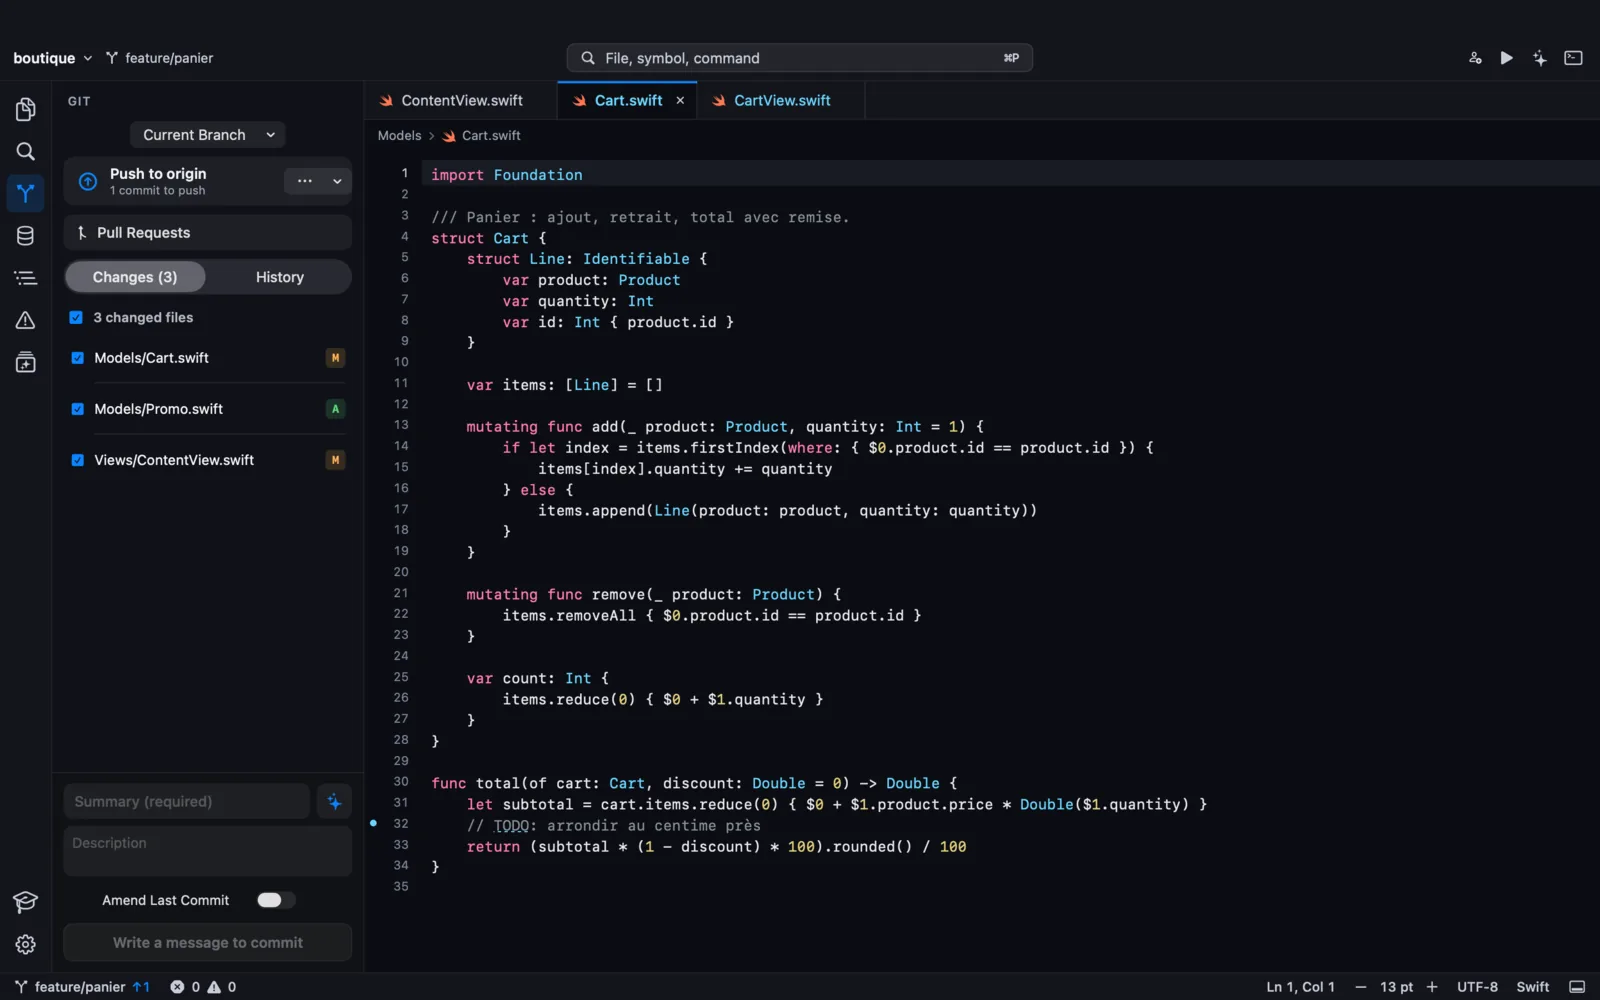 boutique feature/panier
File, symbol, command ⌘P
GIT
Current Branch
Push to origin
1 commit to push
Pull Requests
Changes (3) History
3 changed files
Models/Cart.swift M
Models/Promo.swift A
Views/ContentView.swift M
Summary (required)
Description
Amend Last Commit
Write a message to commit
ContentView.swift Cart.swift × CartView.swift
Models > Cart.swift
1 import Foundation
2
3 /// Panier : ajout, retrait, total avec remise.
4 struct Cart {
5     struct Line: Identifiable {
6         var product: Product
7         var quantity: Int
8         var id: Int { product.id }
9     }
10
11     var items: [Line] = []
12
13     mutating func add(_ product: Product, quantity: Int = 1) {
14         if let index = items.firstIndex(where: { $0.product.id == product.id }) {
15             items[index].quantity += quantity
16         } else {
17             items.append(Line(product: product, quantity: quantity))
18         }
19     }
20
21     mutating func remove(_ product: Product) {
22         items.removeAll { $0.product.id == product.id }
23     }
24
25     var count: Int {
26         items.reduce(0) { $0 + $1.quantity }
27     }
28 }
29
30 func total(of cart: Cart, discount: Double = 0) -> Double {
31     let subtotal = cart.items.reduce(0) { $0 + $1.product.price * Double($1.quantity) }
32     // TODO: arrondir au centime près
33     return (subtotal * (1 - discount) * 100).rounded() / 100
34 }
35
feature/panier ↑1 0 0
Ln 1, Col 1 — 13 pt + UTF-8 Swift